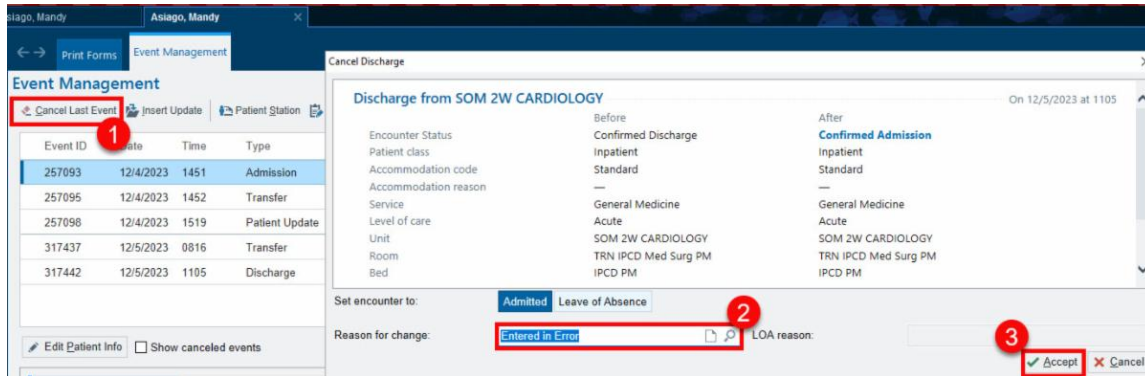 siago, Mandy
Asiago, Mandy
Print Forms Event Management
Event Management
Cancel Last Event Insert Update Patient Station
1
Event ID Time Type
257093 12/4/2023 1451 Admission
257095 12/4/2023 1452 Transfer
257098 12/4/2023 1519 Patient Update
317437 12/5/2023 0816 Transfer
317442 12/5/2023 1105 Discharge
Edit Patient Info Show canceled events
Cancel Discharge
Discharge from SOM 2W CARDIOLOGY On 12/5/2023 at 1105
Before After
Encounter Status Confirmed Discharge Confirmed Admission
Patient class Inpatient Inpatient
Accommodation code Standard Standard
Accommodation reason — —
Service General Medicine General Medicine
Level of care Acute Acute
Unit SOM 2W CARDIOLOGY SOM 2W CARDIOLOGY
Room TRN IPCD Med Surg PM TRN IPCD Med Surg PM
Bed IPCD PM IPCD PM
Set encounter to: Admitted Leave of Absence
2
Reason for change: Entered in Error LOA reason:
3
Accept Cancel